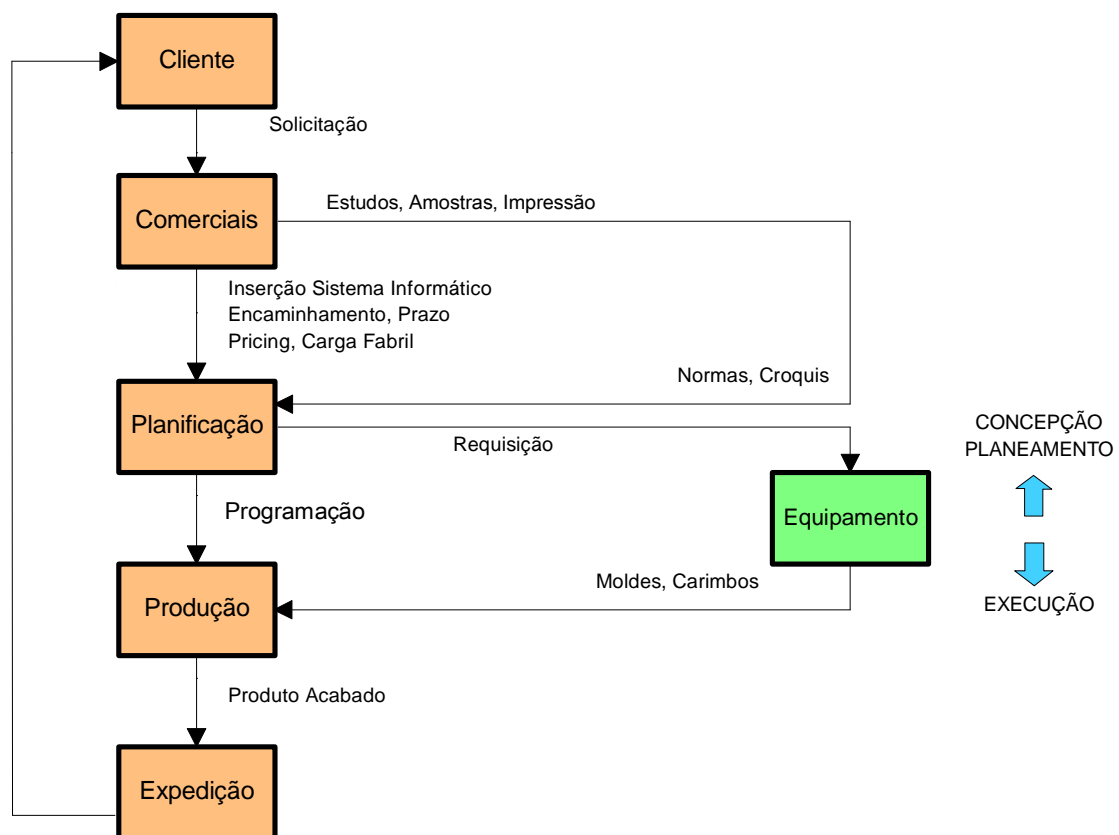 Cliente
Solicitação
Comerciais
Estudos, Amostras, Impressão
Inserção Sistema Informático
Encaminhamento, Prazo
Pricing, Carga Fabril
Normas, Croquis
Planificação
Requisição
CONCEPÇÃO
PLANEAMENTO
Programação
Equipamento
Moldes, Carimbos
Produção
EXECUÇÃO
Produto Acabado
Expedição